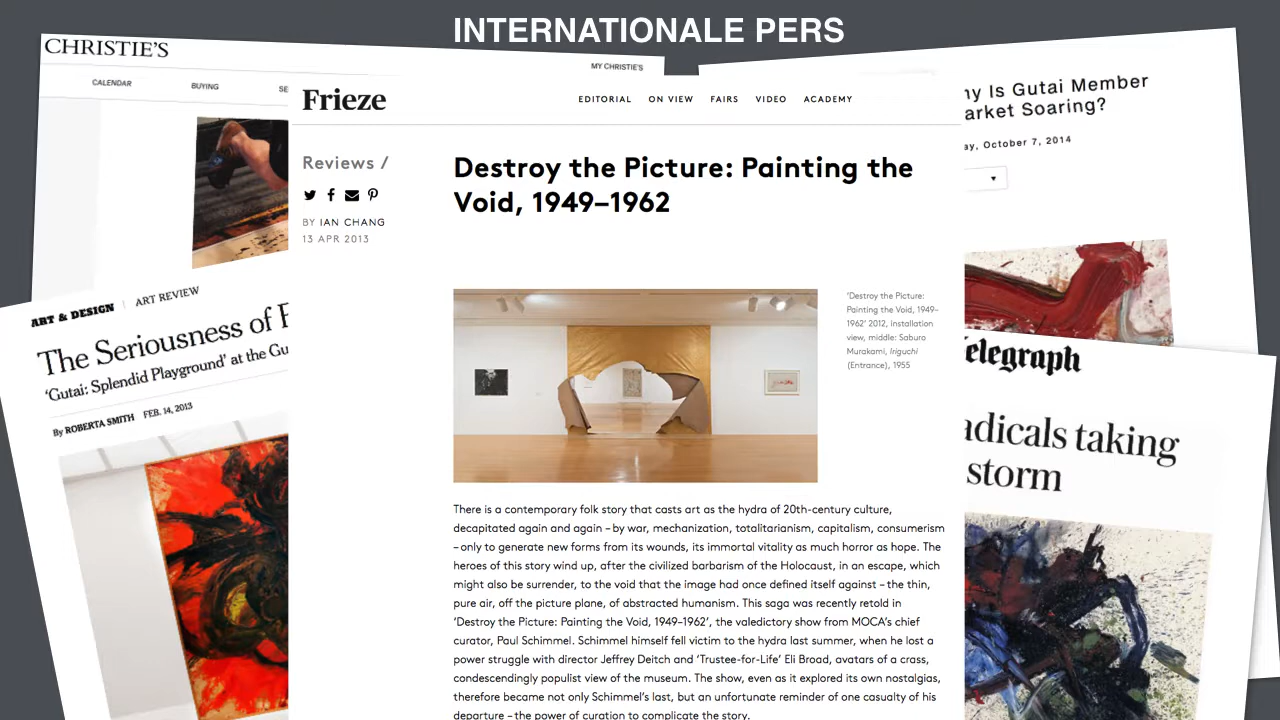 INTERNATIONALE PERS
CHRISTIE'S
MY CHRISTIE'S
CALENDAR BUYING
Frieze
EDITORIAL ON VIEW FAIRS VIDEO ACADEMY
Reviews /
BY IAN CHANG
13 APR 2013
Destroy the Picture: Painting the
Void, 1949–1962
'Destroy the Picture:
Painting the Void, 1949–
1962' 2012, installation
view, middle: Saburo
Murakami, Iriguchi
(Entrance), 1955
There is a contemporary folk story that casts art as the hydra of 20th-century culture,
decapitated again and again – by war, mechanization, totalitarianism, capitalism, consumerism
– only to generate new forms from its wounds, its immortal vitality as much horror as hope. The
heroes of this story wind up, after the civilized barbarism of the Holocaust, in an escape, which
might also be surrender, to the void that the image had once defined itself against – the thin,
pure air, off the picture plane, of abstracted humanism. This saga was recently retold in
'Destroy the Picture: Painting the Void, 1949–1962', the valedictory show from MOCA's chief
curator, Paul Schimmel. Schimmel himself fell victim to the hydra last summer, when he lost a
power struggle with director Jeffrey Deitch and 'Trustee-for-Life' Eli Broad, avatars of a crass,
condescendingly populist view of the museum. The show, even as it explored its own nostalgias,
therefore became not only Schimmel's last, but an unfortunate reminder of one casualty of his
departure – the power of curation to complicate the story.
ART & DESIGN | ART REVIEW
The Seriousness of
'Gutai: Splendid Playground' at the
By ROBERTA SMITH FEB. 14, 2013
Is Gutai Member
Soaring?
October 7, 2014
Telegraph
taking
storm